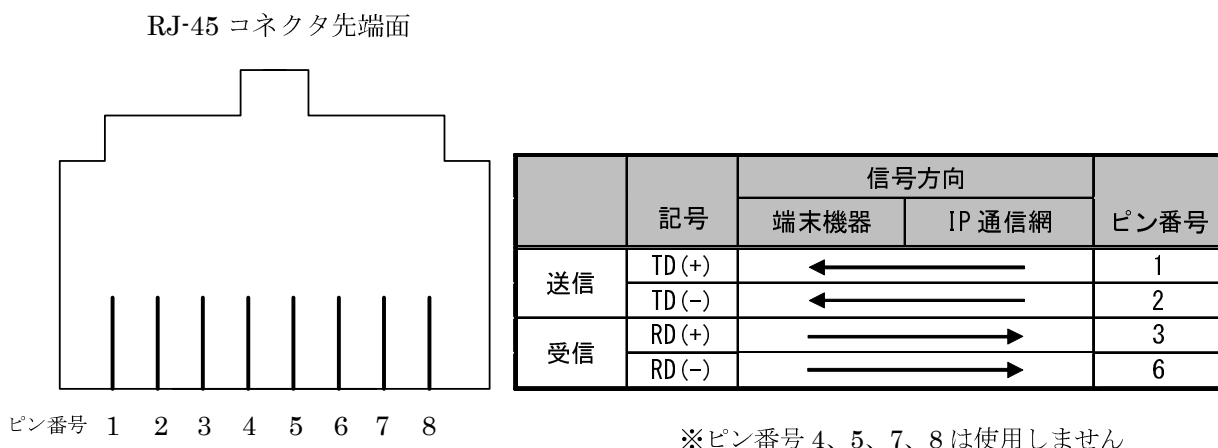 RJ-45 コネクタ先端面
ピン番号 1 2 3 4 5 6 7 8
信号方向
記号 端末機器 IP通信網 ピン番号
送信 TD(+) 1
TD(-) 2
受信 RD(+) 3
RD(-) 6
※ピン番号 4、5、7、8 は使用しません